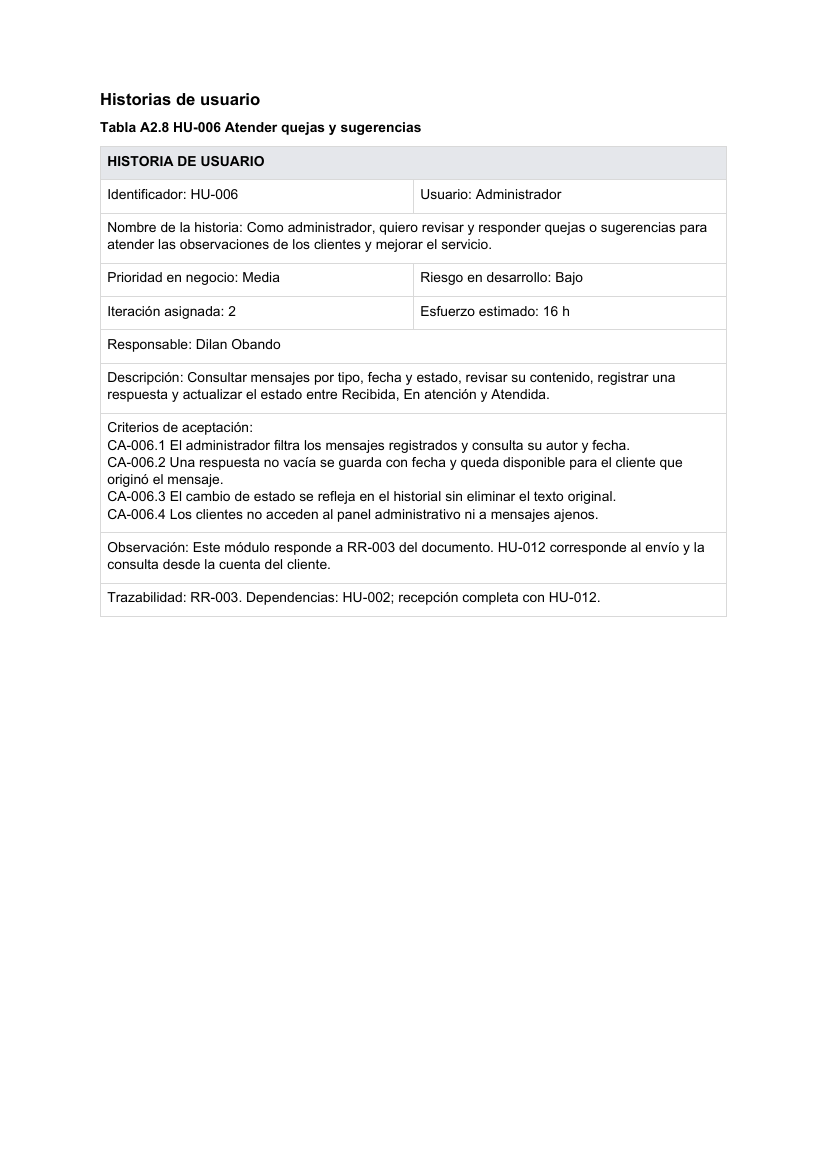 Historias de usuario
Tabla A2.8 HU-006 Atender quejas y sugerencias
HISTORIA DE USUARIO
Identificador: HU-006
Usuario: Administrador
Nombre de la historia: Como administrador, quiero revisar y responder quejas o sugerencias para
atender las observaciones de los clientes y mejorar el servicio.
Prioridad en negocio: Media
Riesgo en desarrollo: Bajo
Iteración asignada: 2
Esfuerzo estimado: 16 h
Responsable: Dilan Obando
Descripción: Consultar mensajes por tipo, fecha y estado, revisar su contenido, registrar una
respuesta y actualizar el estado entre Recibida, En atención y Atendida.
Criterios de aceptación:
CA-006.1 El administrador filtra los mensajes registrados y consulta su autor y fecha.
CA-006.2 Una respuesta no vacía se guarda con fecha y queda disponible para el cliente que
originó el mensaje.
CA-006.3 El cambio de estado se refleja en el historial sin eliminar el texto original.
CA-006.4 Los clientes no acceden al panel administrativo ni a mensajes ajenos.
Observación: Este módulo responde a RR-003 del documento. HU-012 corresponde al envío y la
consulta desde la cuenta del cliente.
Trazabilidad: RR-003. Dependencias: HU-002; recepción completa con HU-012.